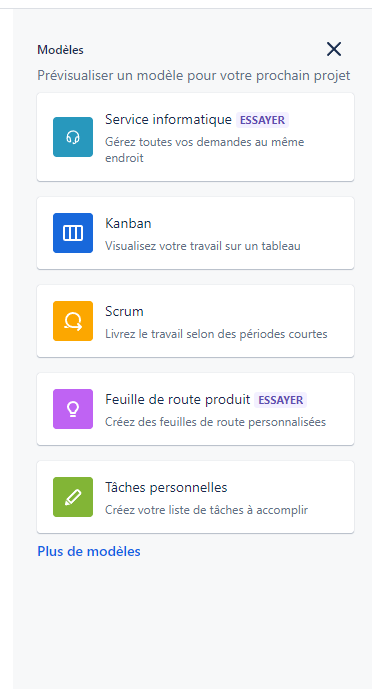 Modèles
Prévisualiser un modèle pour votre prochain projet
Service informatique ESSAYER
Gérez toutes vos demandes au même
endroit
Kanban
Visualisez votre travail sur un tableau
Scrum
Livrez le travail selon des périodes courtes
Feuille de route produit ESSAYER
Créez des feuilles de route personnalisées
Tâches personnelles
Créez votre liste de tâches à accomplir
Plus de modèles